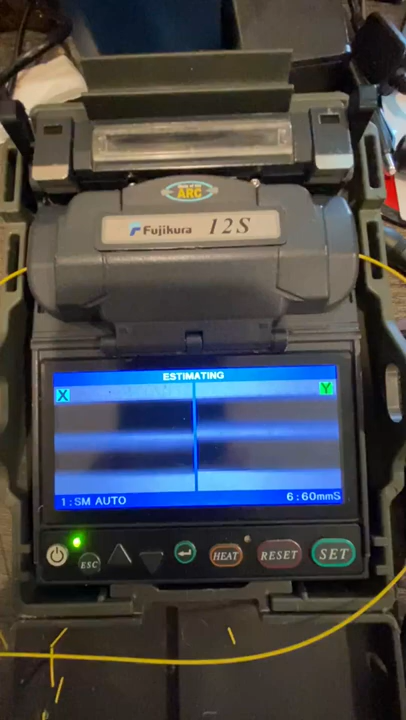 ARC
Fujikura 12S
ESTIMATING
X Y
1:SM AUTO 6:60mmS
ESC HEAT RESET SET